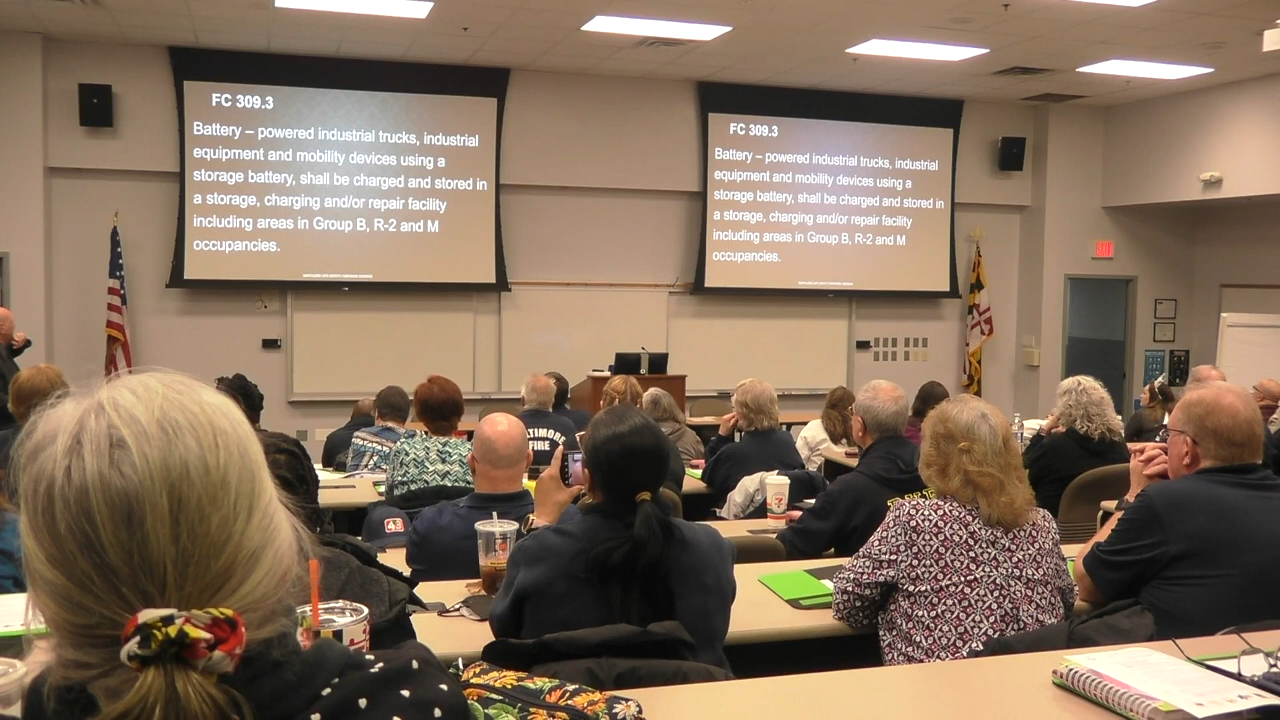 FC 309.3
Battery – powered industrial trucks, industrial
equipment and mobility devices using a
storage battery, shall be charged and stored in
a storage, charging and/or repair facility
including areas in Group B, R-2 and M
occupancies.
FC 309.3
Battery – powered industrial trucks, industrial
equipment and mobility devices using a
storage battery, shall be charged and stored in
a storage, charging and/or repair facility
including areas in Group B, R-2 and M
occupancies.
EXIT
FIRE
43